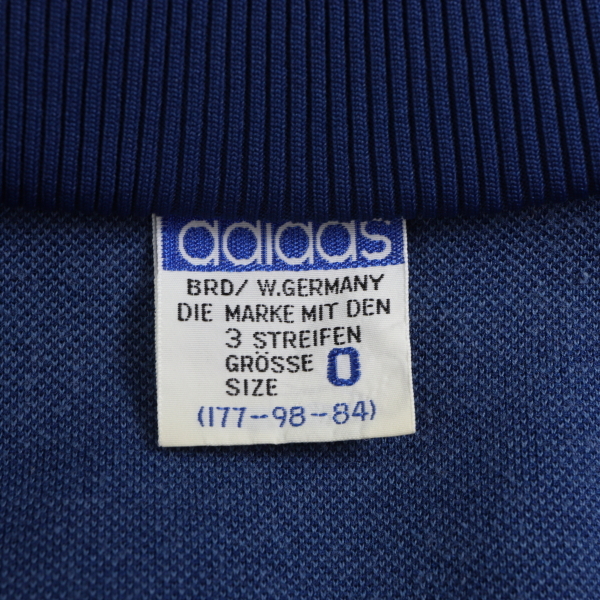 adidas
BRD/ W.GERMANY
DIE MARKE MIT DEN
3 STREIFEN
GRÖSSE 0
SIZE
(177--98-84)